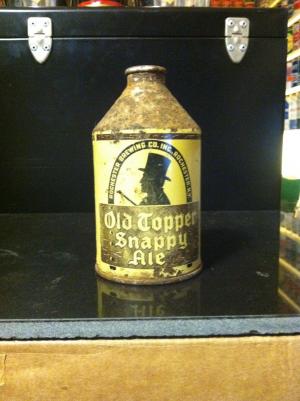 ROCHESTER BREWING CO. INC., ROCHESTER, N.Y.
Old Topper
Snappy
Ale